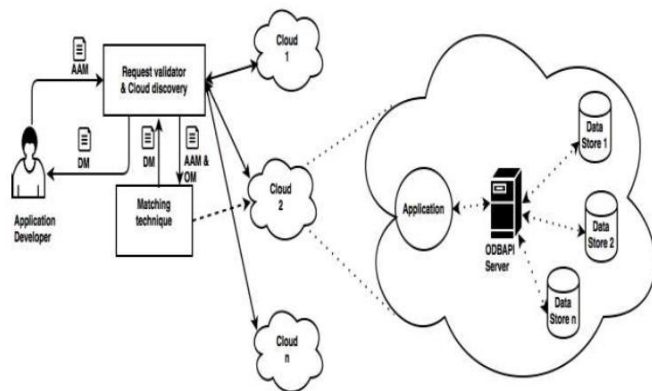 AAM
Request validator
& Cloud discovery
Cloud
1
DM
DM
AAM &
OM
Application
Developer
Matching
technique
Cloud
2
Cloud
n
Application
ODBAPI
Server
Data
Store 1
Data
Store 2
Data
Store n